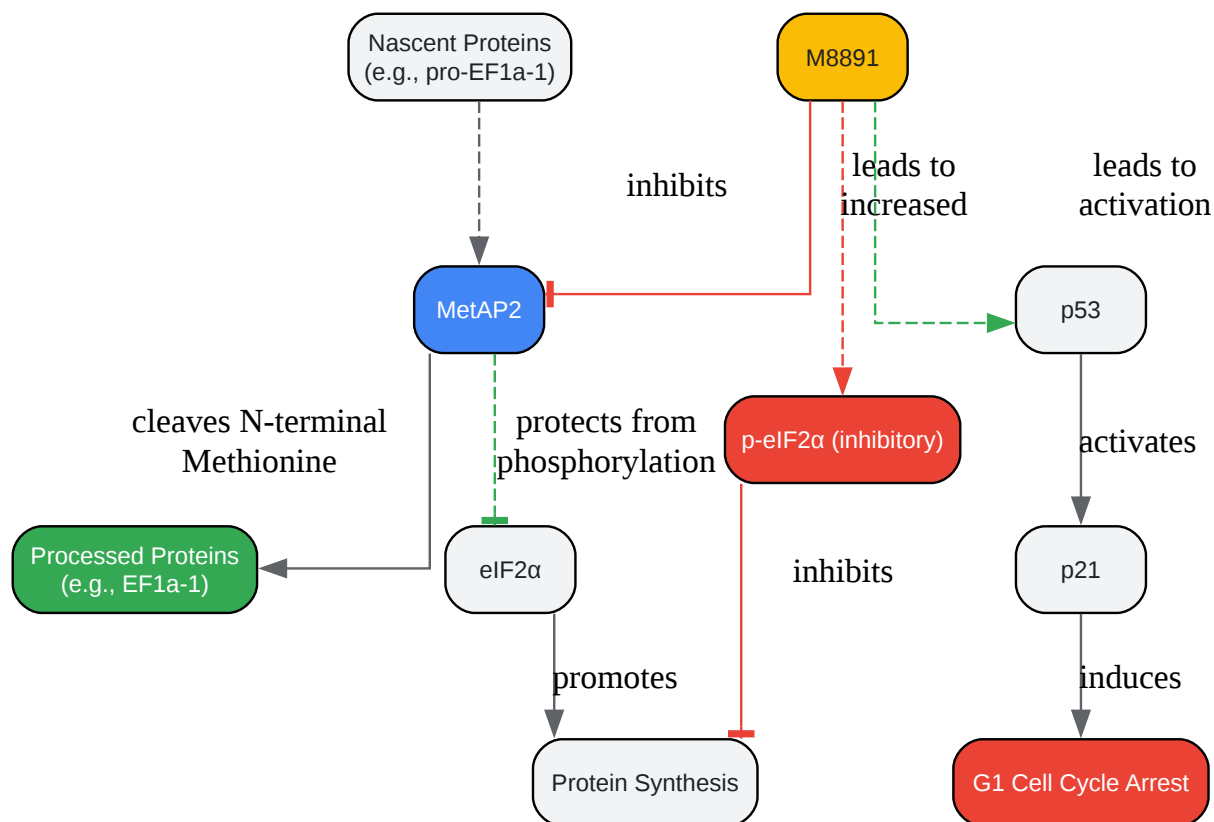 Nascent Proteins
(e.g., pro-EF1a-1)
M8891
inhibits
leads to
increased
leads to
activation
MetAP2
p53
cleaves N-terminal
Methionine
protects from
phosphorylation
p-eIF2α (inhibitory)
activates
Processed Proteins
(e.g., EF1a-1)
eIF2α
inhibits
p21
promotes
induces
Protein Synthesis
G1 Cell Cycle Arrest